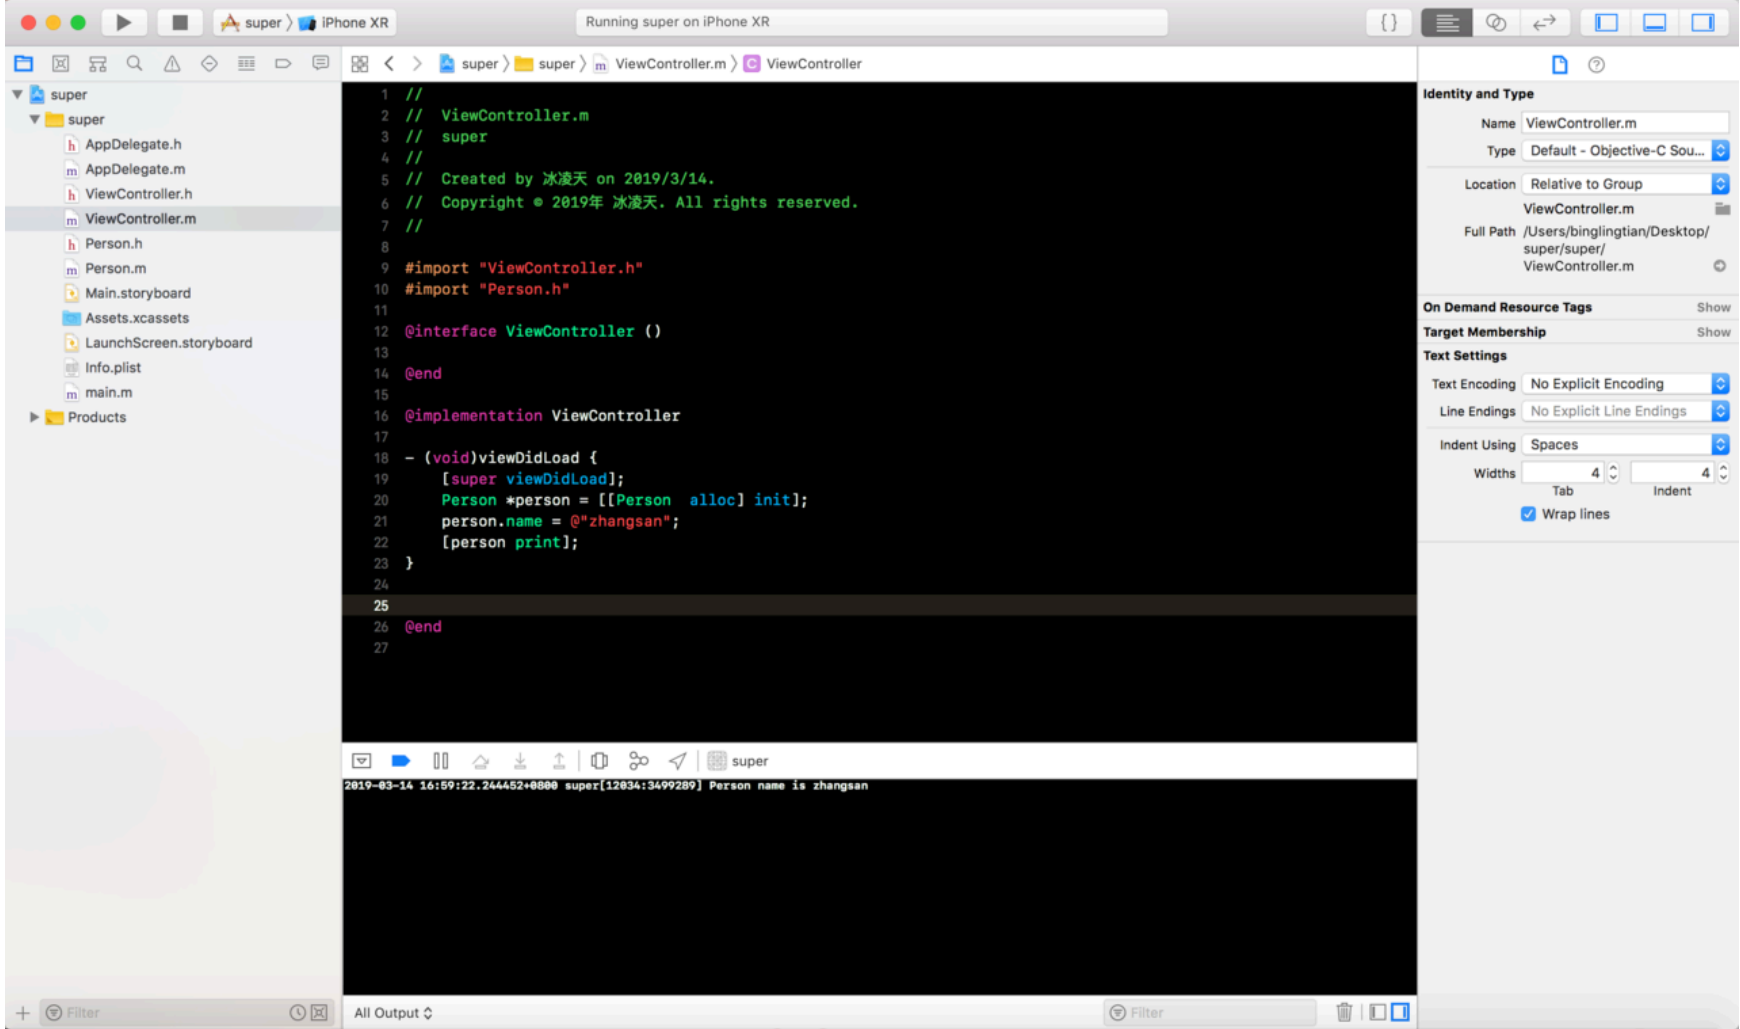 super 〉 iPhone XR
Running super on iPhone XR
{ }
super 〉 super 〉 m ViewController.m 〉 C ViewController
super
super
h AppDelegate.h
m AppDelegate.m
h ViewController.h
m ViewController.m
h Person.h
m Person.m
Main.storyboard
Assets.xcassets
LaunchScreen.storyboard
Info.plist
m main.m
Products
Filter
1 //
2 //  ViewController.m
3 //  super
4 //
5 //  Created by 冰凌天 on 2019/3/14.
6 //  Copyright © 2019年 冰凌天. All rights reserved.
7 //
8
9 #import "ViewController.h"
10 #import "Person.h"
11
12 @interface ViewController ()
13
14 @end
15
16 @implementation ViewController
17
18 - (void)viewDidLoad {
19     [super viewDidLoad];
20     Person *person = [[Person  alloc] init];
21     person.name = @"zhangsan";
22     [person print];
23 }
24
25
26 @end
27
super
2019-03-14 16:59:22.244452+0800 super[12034:3499289] Person name is zhangsan
All Output
Filter
Identity and Type
Name ViewController.m
Type Default - Objective-C Sou...
Location Relative to Group
ViewController.m
Full Path /Users/binglingtian/Desktop/
super/super/
ViewController.m
On Demand Resource Tags Show
Target Membership Show
Text Settings
Text Encoding No Explicit Encoding
Line Endings No Explicit Line Endings
Indent Using Spaces
Widths 4 4
Tab Indent
Wrap lines